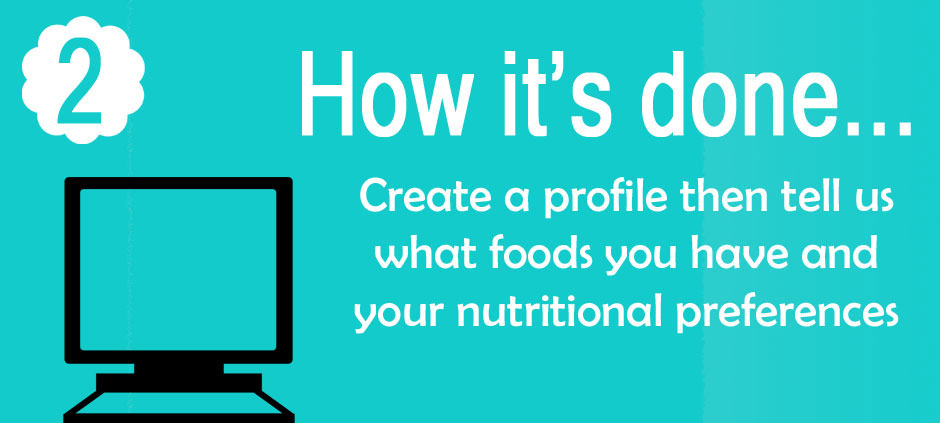 2
How it's done...
Create a profile then tell us
what foods you have and
your nutritional preferences